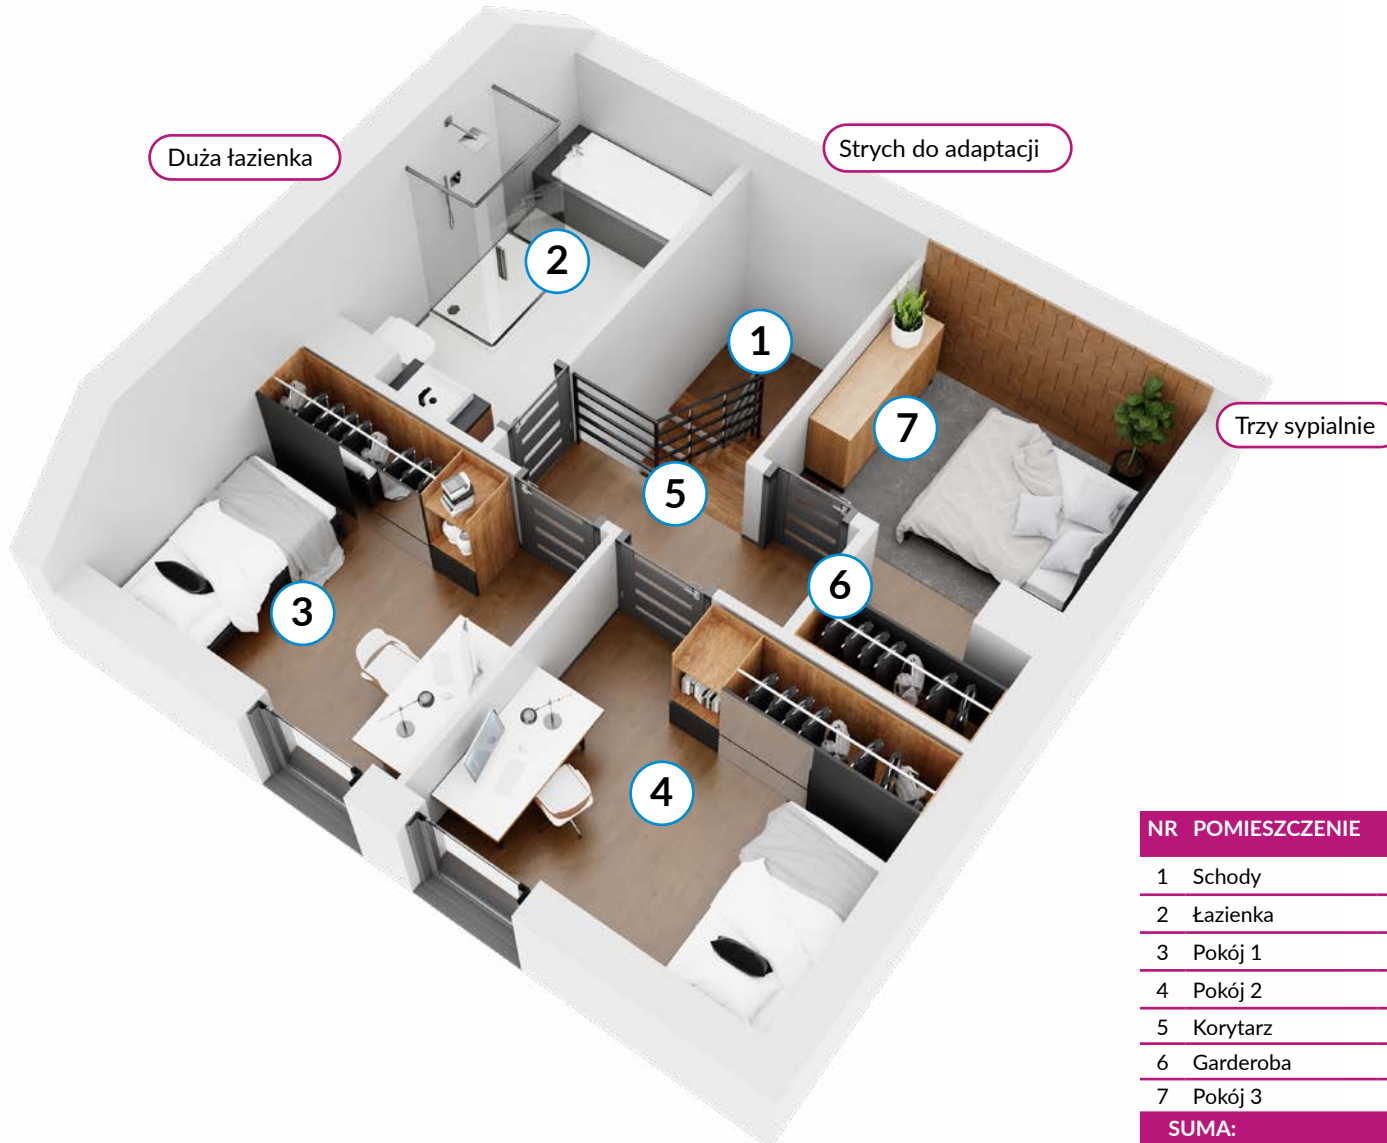 Duża łazienka
Strych do adaptacji
Trzy sypialnie
2
1
7
5
6
3
4
NR POMIESZCZENIE
1 Schody
2 Łazienka
3 Pokój 1
4 Pokój 2
5 Korytarz
6 Garderoba
7 Pokój 3
SUMA: